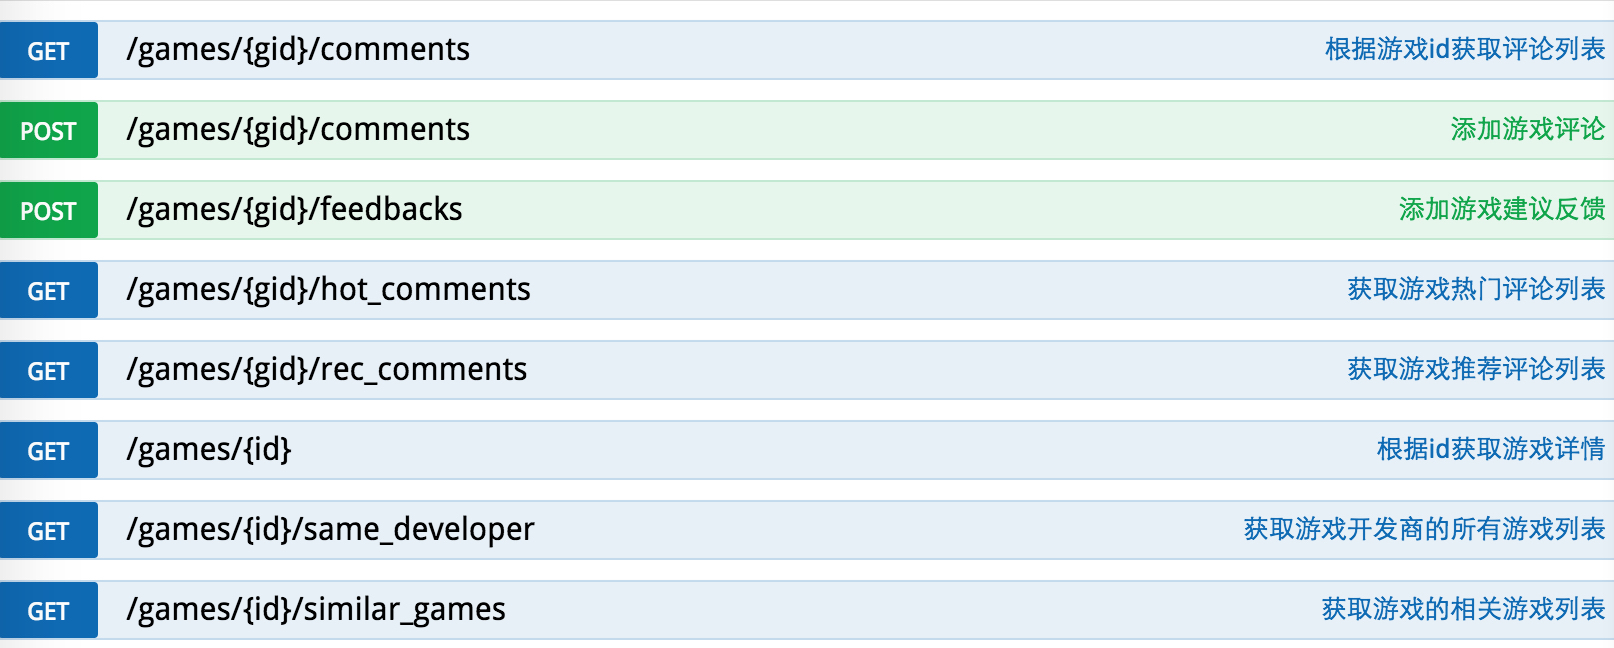 GET /games/{gid}/comments 根据游戏id获取评论列表
POST /games/{gid}/comments 添加游戏评论
POST /games/{gid}/feedbacks 添加游戏建议反馈
GET /games/{gid}/hot_comments 获取游戏热门评论列表
GET /games/{gid}/rec_comments 获取游戏推荐评论列表
GET /games/{id} 根据id获取游戏详情
GET /games/{id}/same_developer 获取游戏开发商的所有游戏列表
GET /games/{id}/similar_games 获取游戏的相关游戏列表